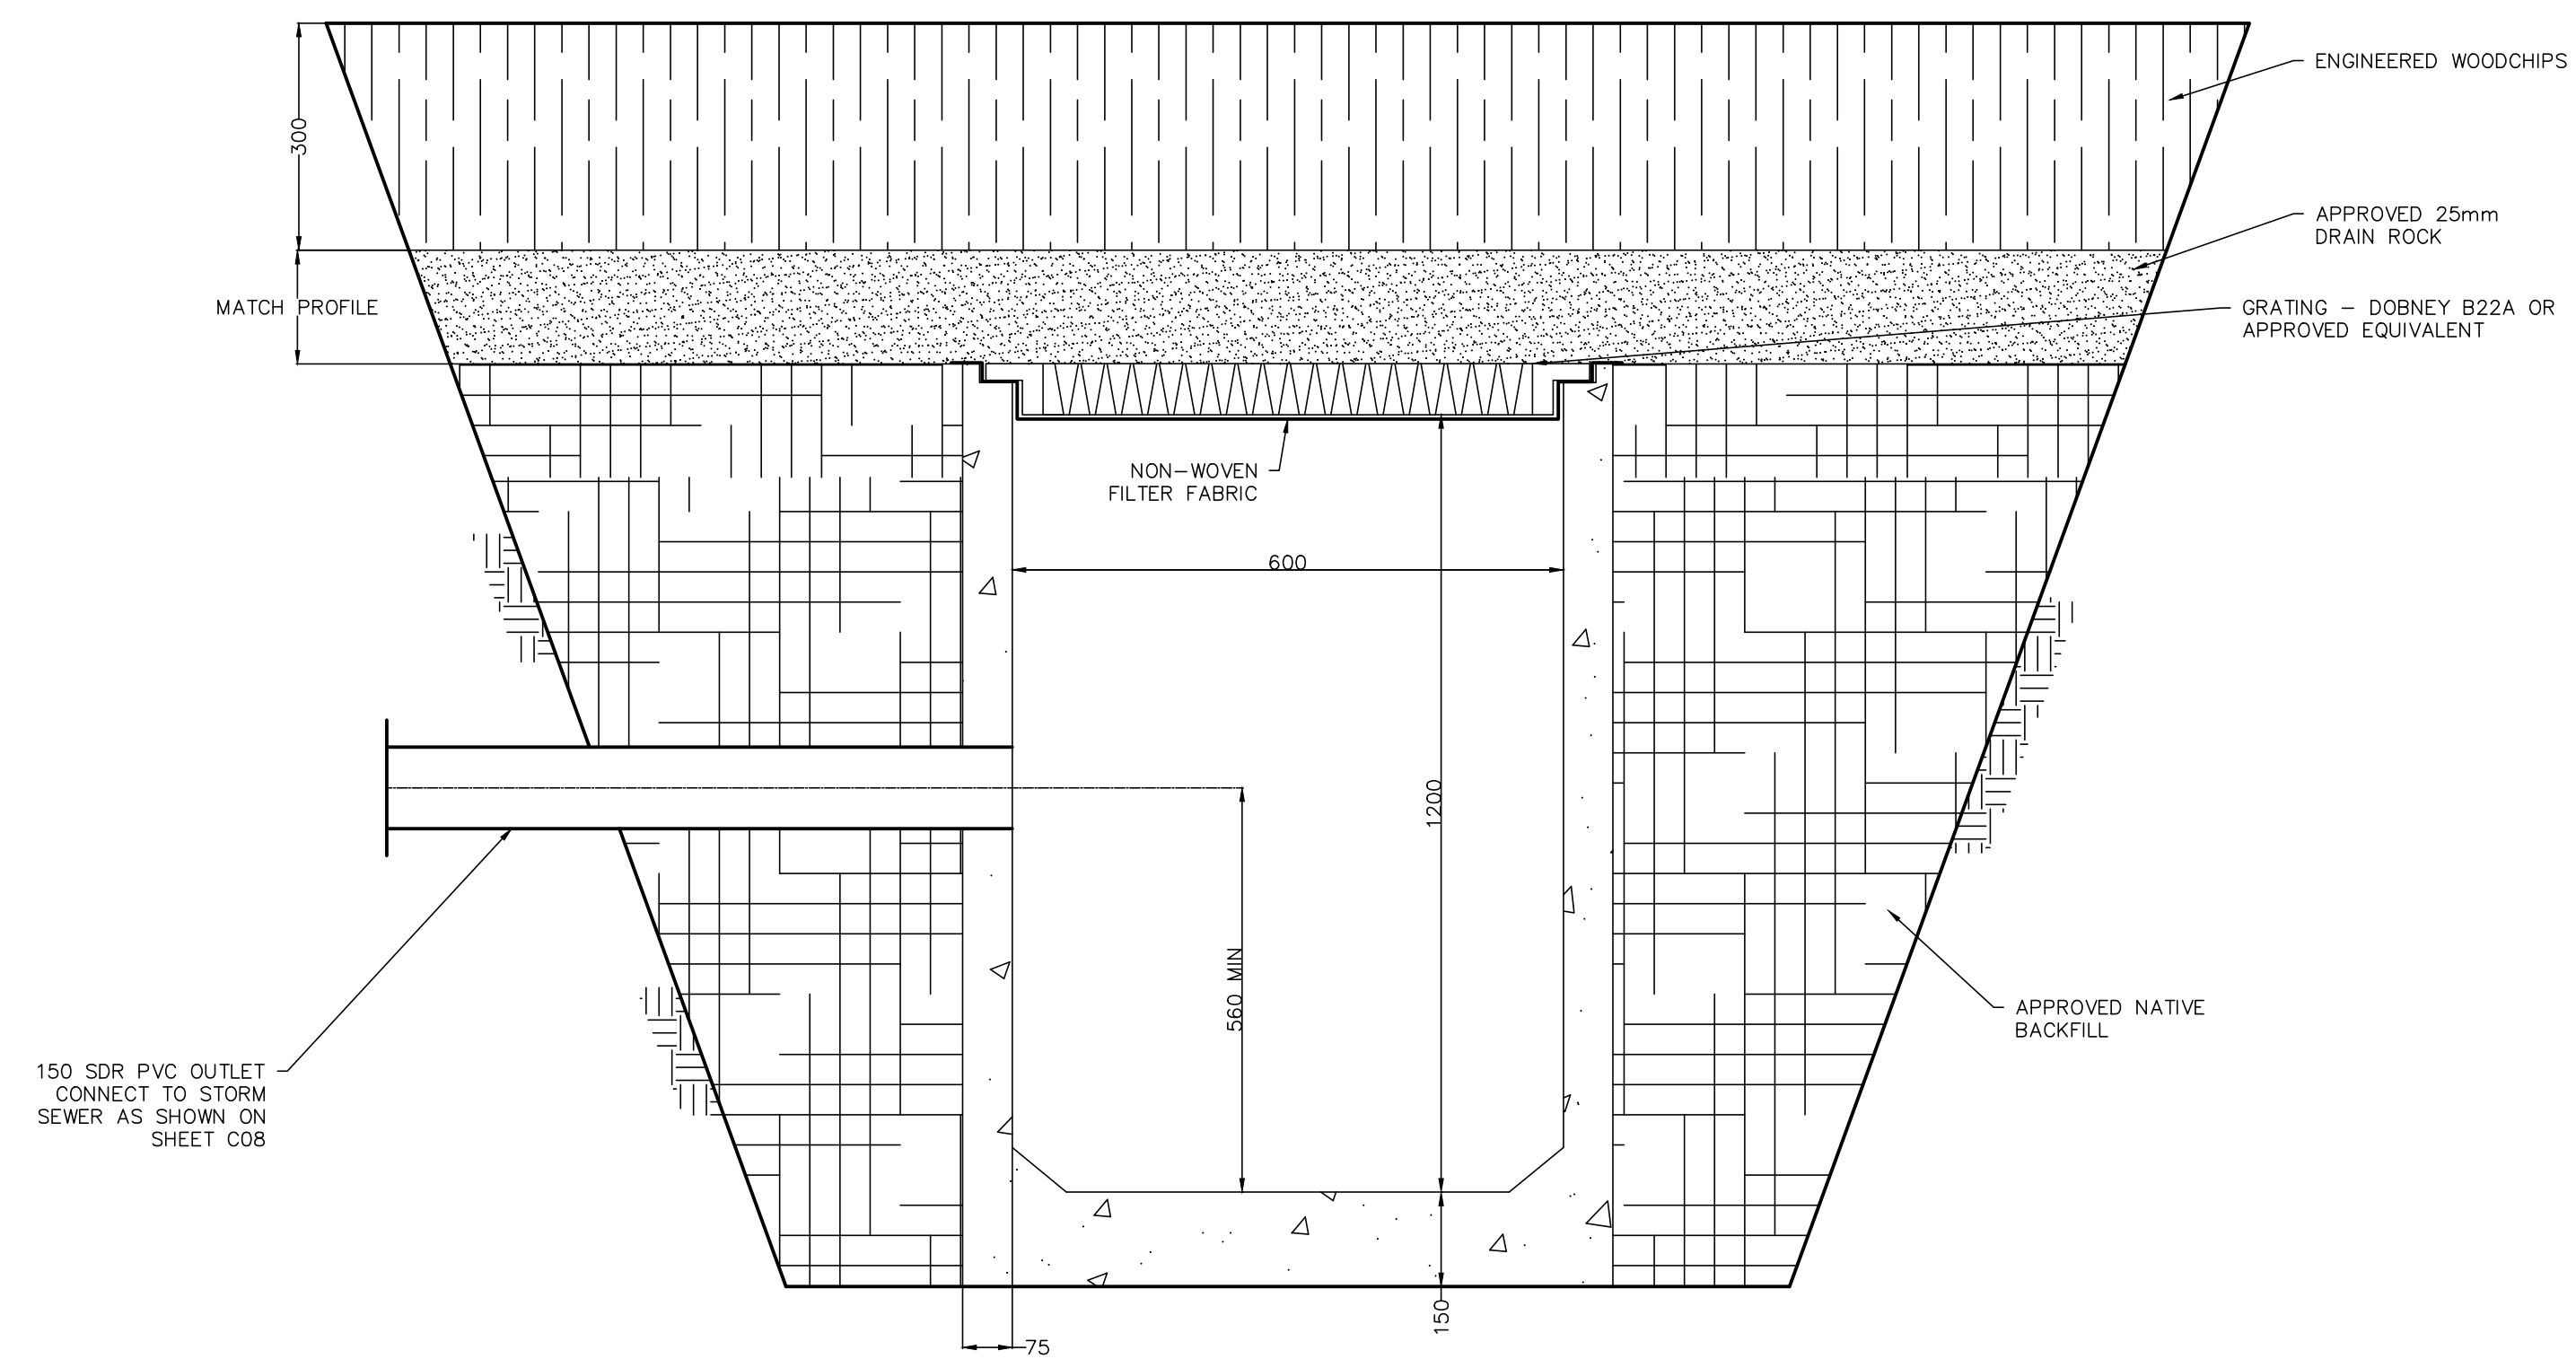 ENGINEERED WOODCHIPS
300
APPROVED 25mm
DRAIN ROCK
MATCH PROFILE
GRATING – DOBNEY B22A OR
APPROVED EQUIVALENT
NON-WOVEN
FILTER FABRIC
600
1200
560 MIN
APPROVED NATIVE
BACKFILL
150 SDR PVC OUTLET
CONNECT TO STORM
SEWER AS SHOWN ON
SHEET C08
150
75